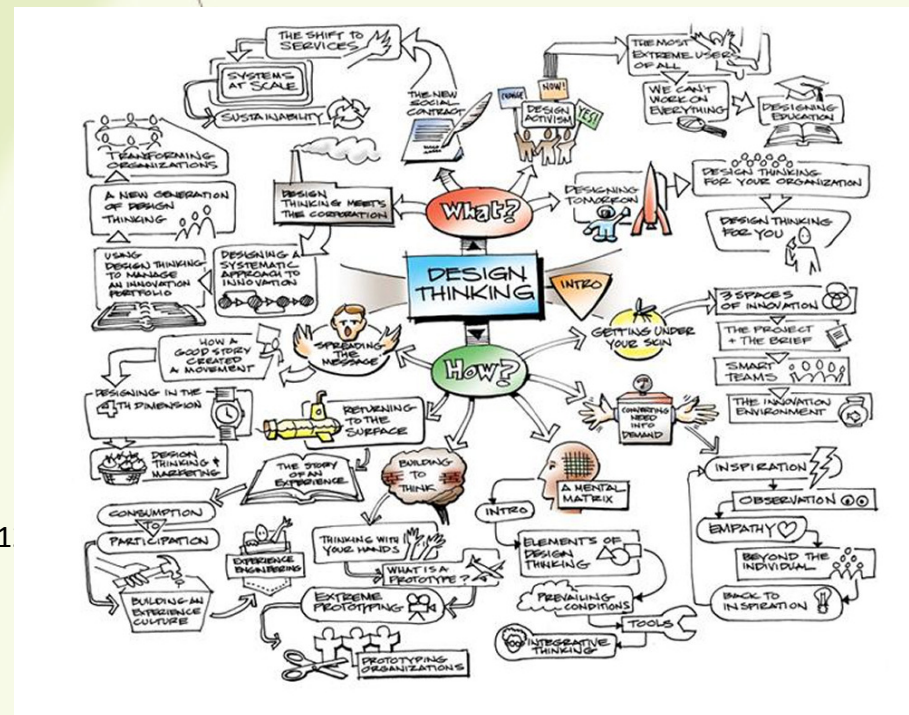 DESIGN
THINKING
INTRO
What?
THE NEW
SOCIAL
CONTRACT
THE SHIFT TO
SERVICES
SYSTEMS
AT SCALE
SUSTAINABILITY
CHANGE
NOW!
YES!
DESIGN
ACTIVISM
THE MOST
EXTREME USERS
OF ALL
WE CAN'T
WORK ON
EVERYTHING
DESIGNING
EDUCATION
DESIGNING
TOMORROW
DESIGN THINKING
FOR YOUR ORGANIZATION
DESIGN THINKING
FOR YOU
DESIGN
THINKING MEETS
THE CORPORATION
DESIGNING A
SYSTEMATIC
APPROACH TO
INNOVATION
USING
DESIGN THINKING
TO MANAGE
AN INNOVATION
PORTFOLIO
A NEW GENERATION
OF DESIGN
THINKING
TRANSFORMING
ORGANIZATIONS
How?
GETTING UNDER
YOUR SKIN
3 SPACES
OF INNOVATION
THE PROJECT
+ THE BRIEF
SMART
TEAMS
THE INNOVATION
ENVIRONMENT
CONVERTING
NEED
INTO
DEMAND
INSPIRATION
OBSERVATION
EMPATHY
BEYOND THE
INDIVIDUAL
BACK TO
INSPIRATION
A MENTAL
MATRIX
INTRO
ELEMENTS OF
DESIGN
THINKING
PREVAILING
CONDITIONS
TOOLS
INTEGRATIVE
THINKING
BUILDING
TO
THINK
THINKING WITH
YOUR HANDS
WHAT IS A
PROTOTYPE?
EXTREME
PROTOTYPING
PROTOTYPING
ORGANIZATIONS
RETURNING
TO THE
SURFACE
THE STORY
OF AN
EXPERIENCE
CONSUMPTION
TO
PARTICIPATION
BUILDING AN
EXPERIENCE
CULTURE
EXPERIENCE
ENGINEERING
SPREADING
THE
MESSAGE
HOW A
GOOD STORY
CREATED
A MOVEMENT
DESIGNING IN THE
4TH DIMENSION
DESIGN
THINKING +
MARKETING
1